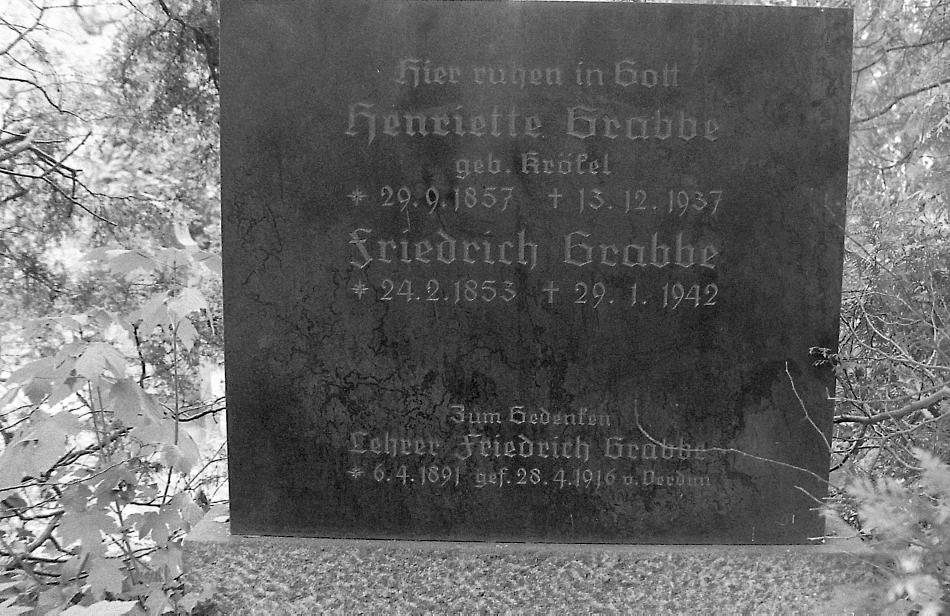 Hier ruhen in Gott
Henriette Grabbe
geb. Krökel
* 29. 9. 1857 † 13. 12. 1937
Friedrich Grabbe
* 24. 2. 1853 † 29. 1. 1942
Zum Gedenken
Lehrer Friedrich Grabbe
* 6. 4. 1891 gef. 28. 4. 1916 v. Verdun